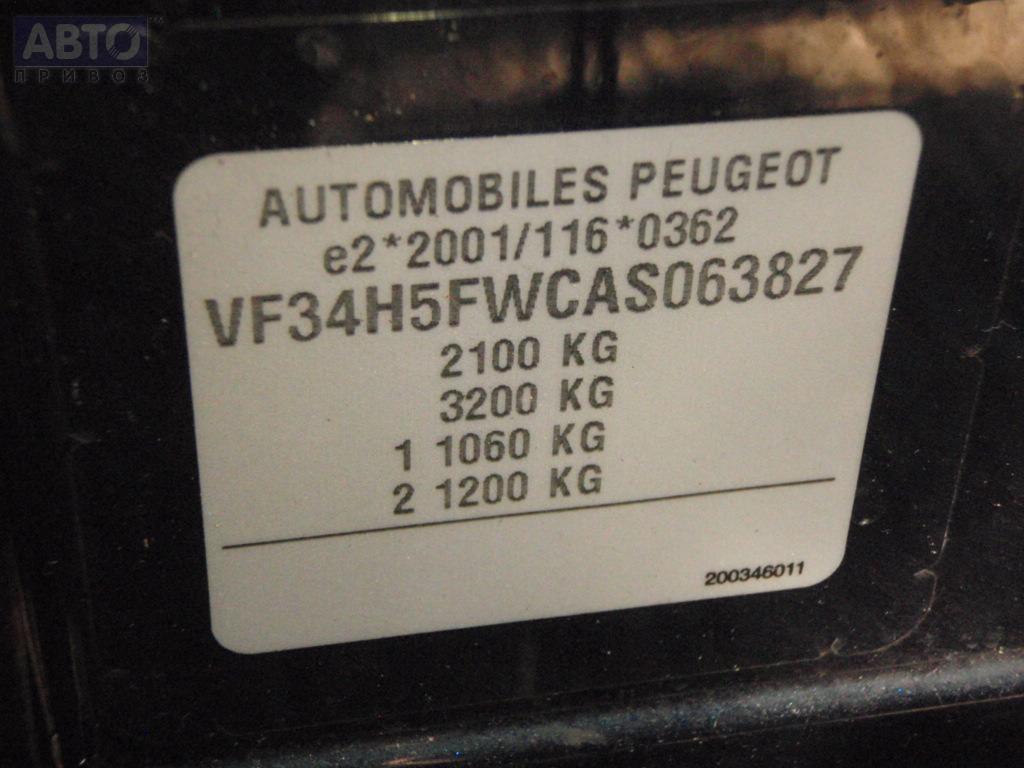 АВТО
ПРИВОЗ
AUTOMOBILES PEUGEOT
e2*2001/116*0362
VF34H5FWCAS063827
2100 KG
3200 KG
1 1060 KG
2 1200 KG
200346011